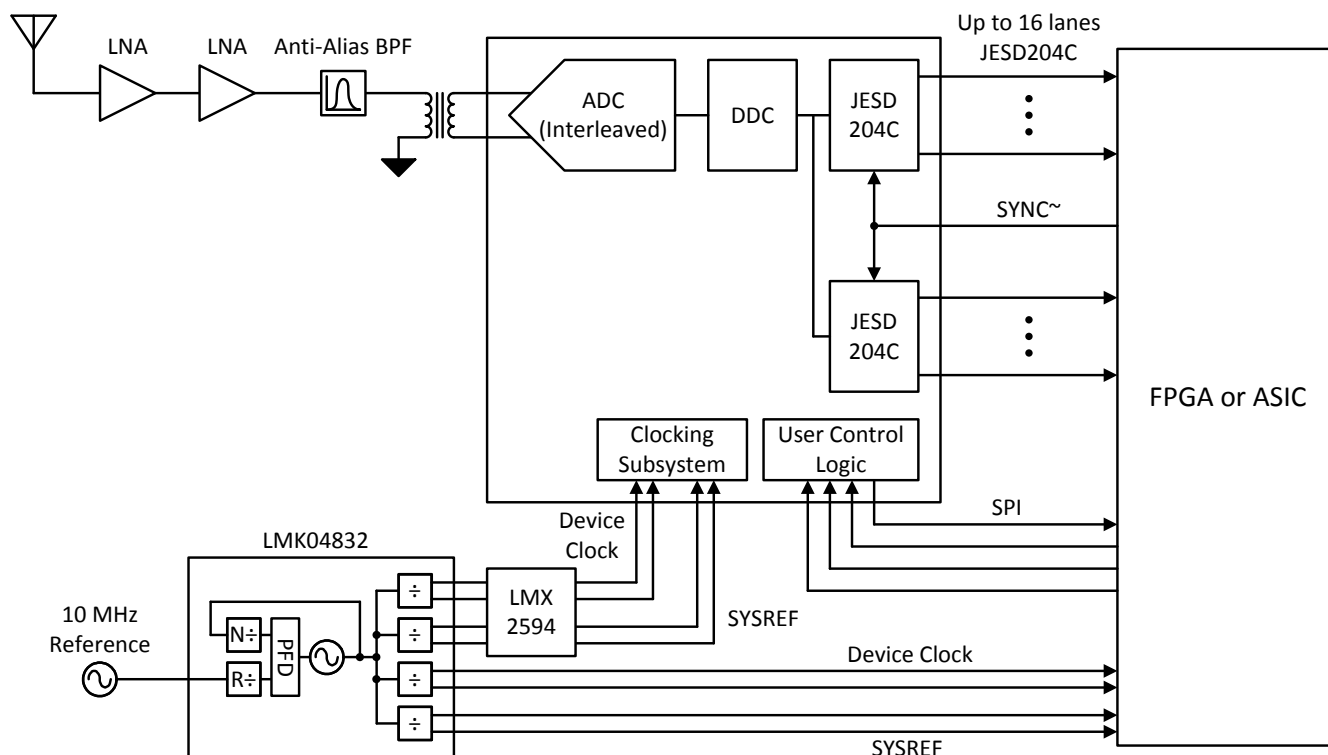 LNA
LNA
Anti-Alias BPF
Up to 16 lanes
JESD204C
ADC
(Interleaved)
DDC
JESD
204C
SYNC~
JESD
204C
FPGA or ASIC
Clocking
Subsystem
User Control
Logic
SPI
Device
Clock
LMK04832
÷
LMX
2594
SYSREF
10 MHz
Reference
N÷
PFD
R÷
÷
÷
Device Clock
÷
SYSREF